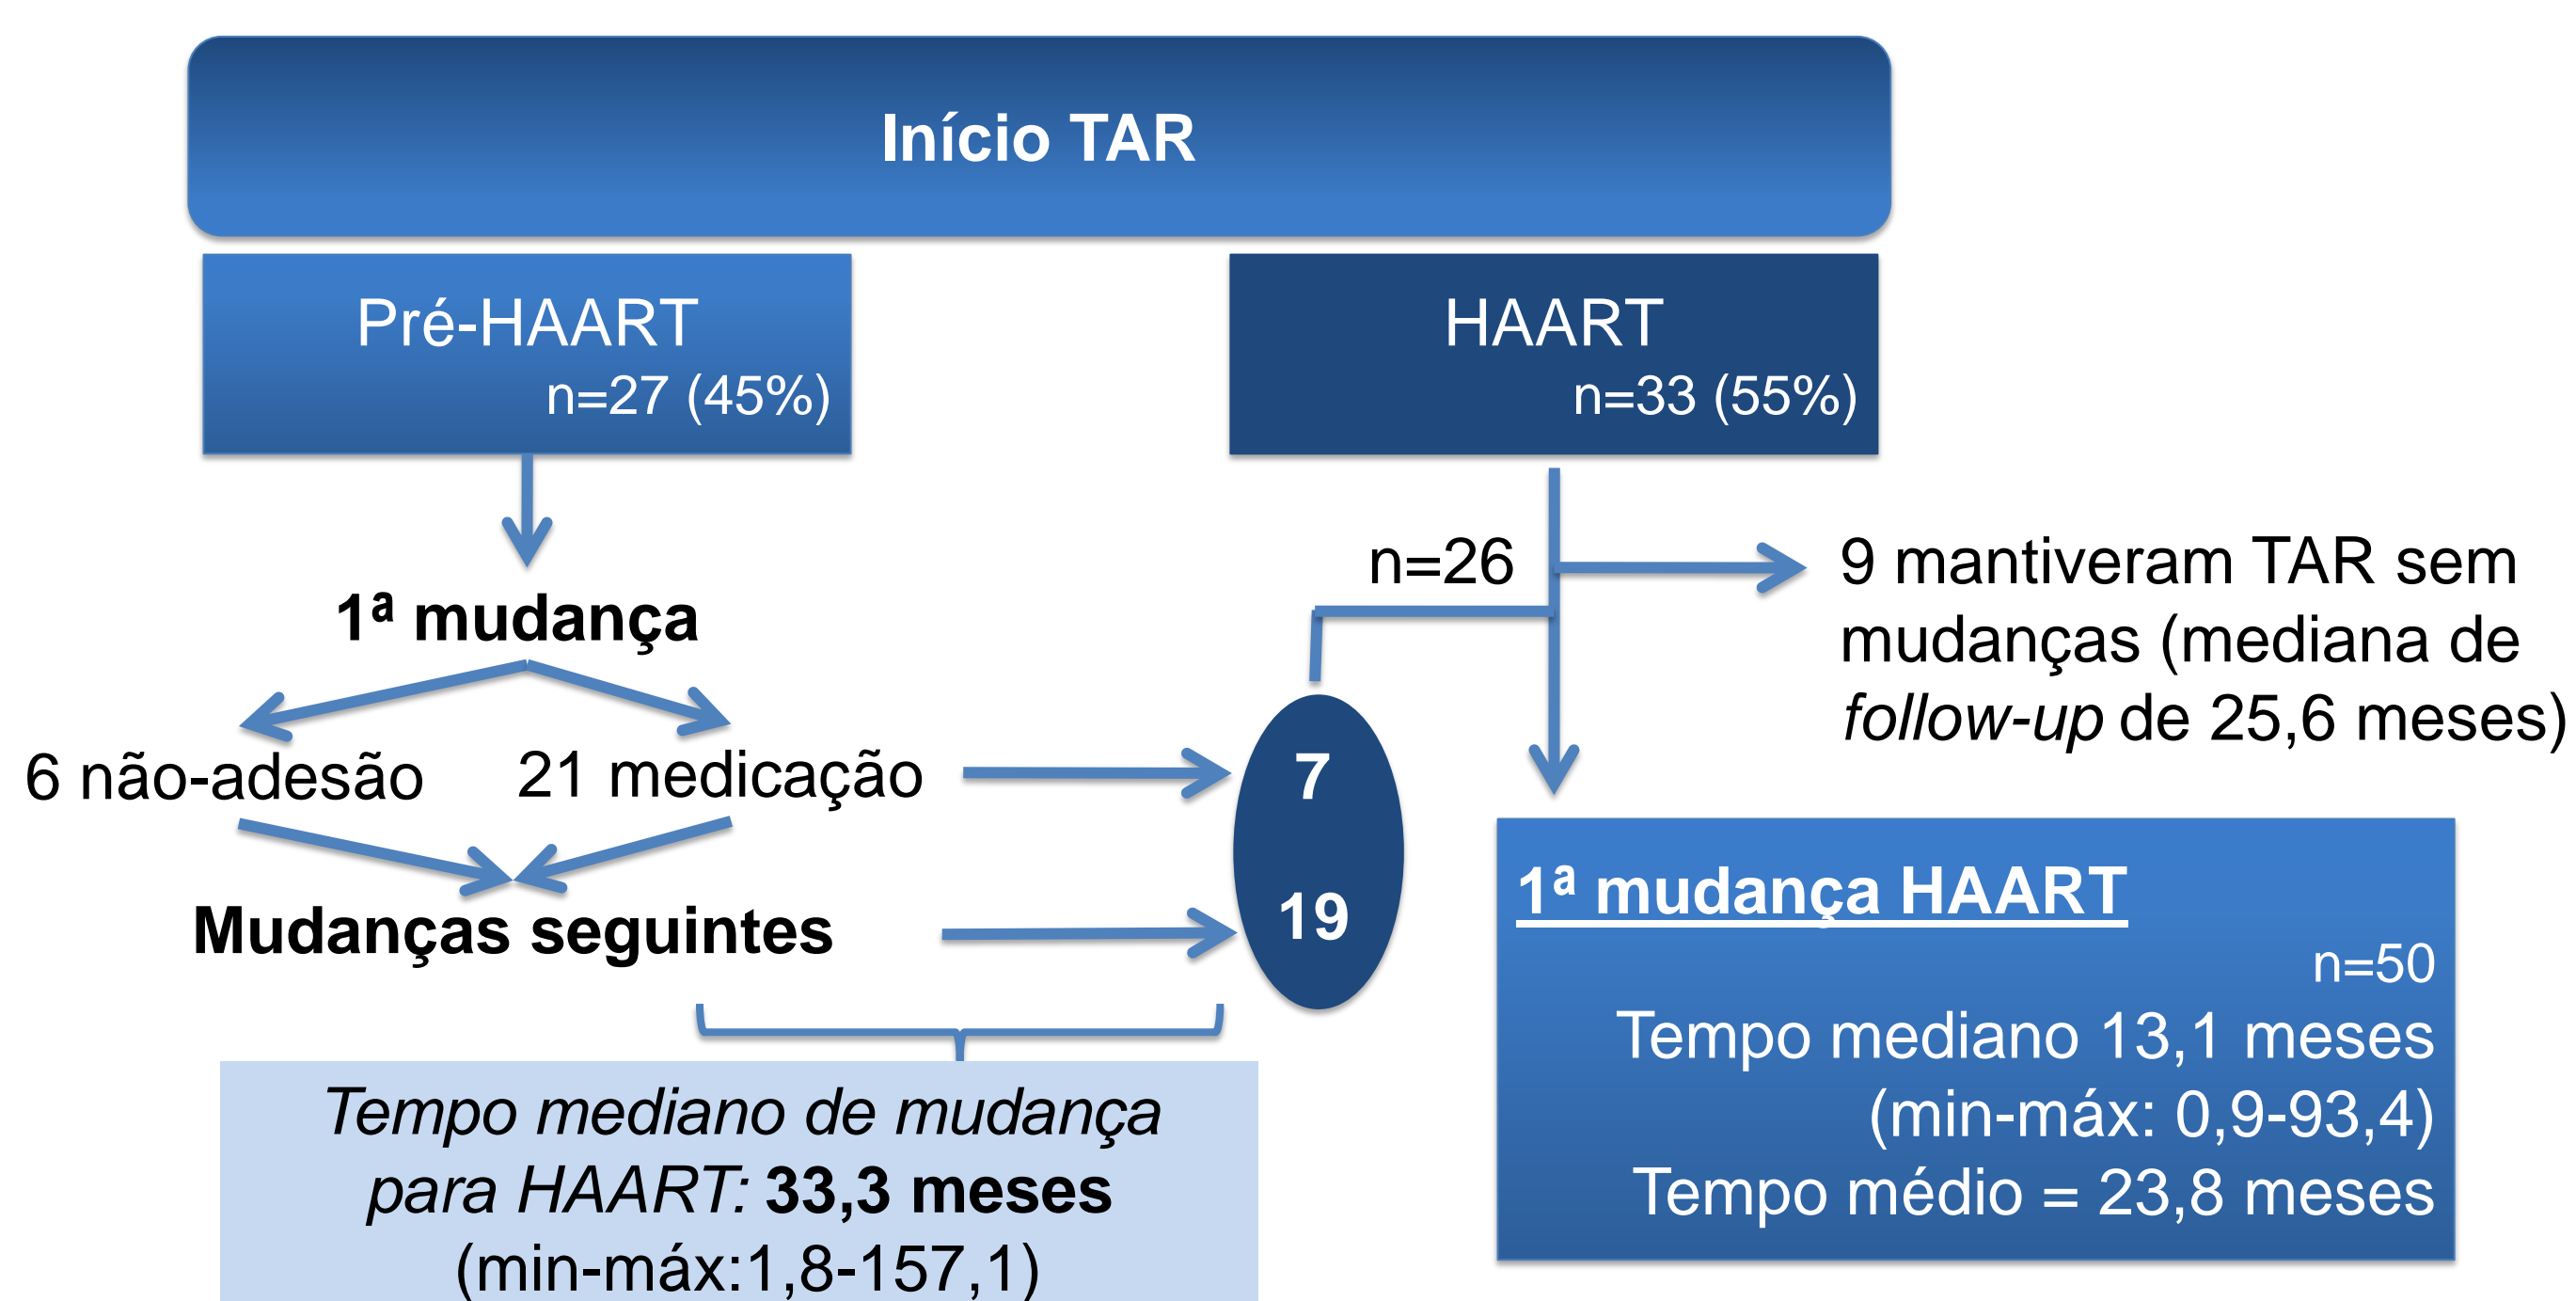 Início TAR
Pré-HAART
n=27 (45%)
HAART
n=33 (55%)
n=26
9 mantiveram TAR sem
mudanças (mediana de
follow-up de 25,6 meses)
1ª mudança
6 não-adesão
21 medicação
7
19
Mudanças seguintes
1ª mudança HAART
n=50
Tempo mediano 13,1 meses
(min-máx: 0,9-93,4)
Tempo médio = 23,8 meses
Tempo mediano de mudança
para HAART: 33,3 meses
(min-máx:1,8-157,1)